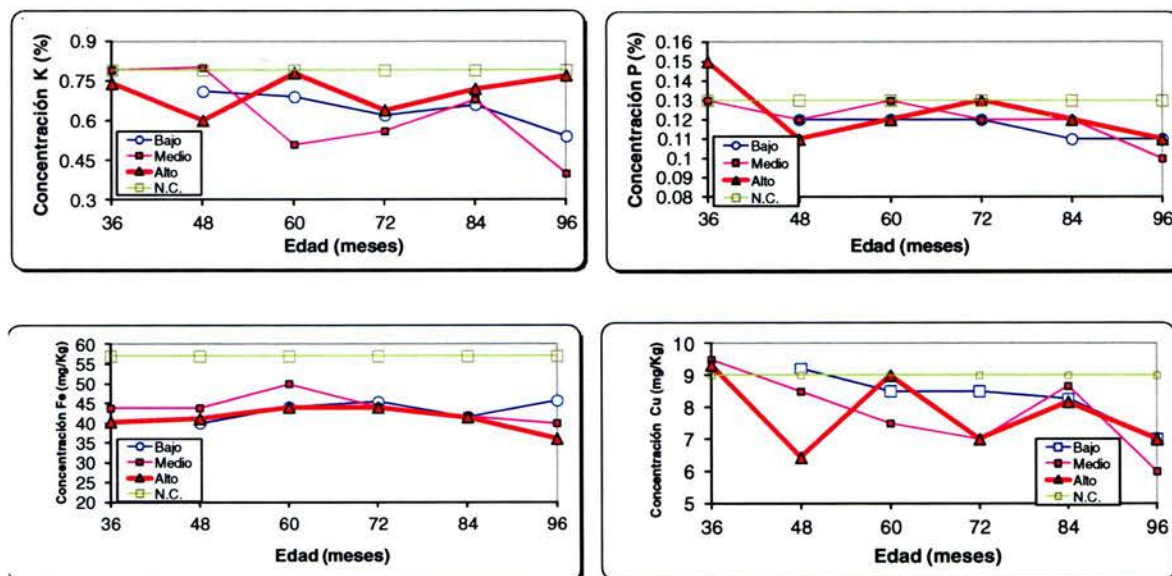 Concentración K (%)
0.9
0.75
0.6
0.45
0.3
Bajo
Medio
Alto
N.C.
36 48 60 72 84 96
Edad (meses)
Concentración P (%)
0.16
0.15
0.14
0.13
0.12
0.11
0.1
0.09
0.08
Bajo
Medio
Alto
N.C.
36 48 60 72 84 96
Edad (meses)
Concentración Fe (mg/Kg)
60
55
50
45
40
35
30
25
20
Bajo
Medio
Alto
N.C.
36 48 60 72 84 96
Edad (meses)
Concentración Cu (mg/Kg)
10
9
8
7
6
5
Bajo
Medio
Alto
N.C.
36 48 60 72 84 96
Edad (meses)